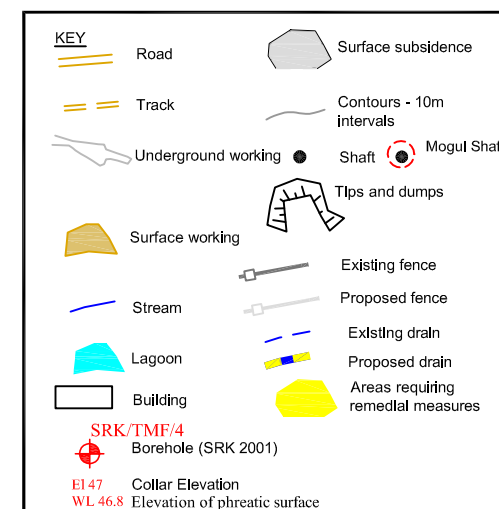 KEY
Road
Track
Underground working
Surface working
Stream
Lagoon
Building
SRK/TMF/4
Borehole (SRK 2001)
El 47 Collar Elevation
WL 46.8 Elevation of phreatic surface
Surface subsidence
Contours - 10m
intervals
Shaft
Mogul Shaf
TIps and dumps
Existing fence
Proposed fence
ExistIng drain
Proposed drain
Areas requiring
remedial measures